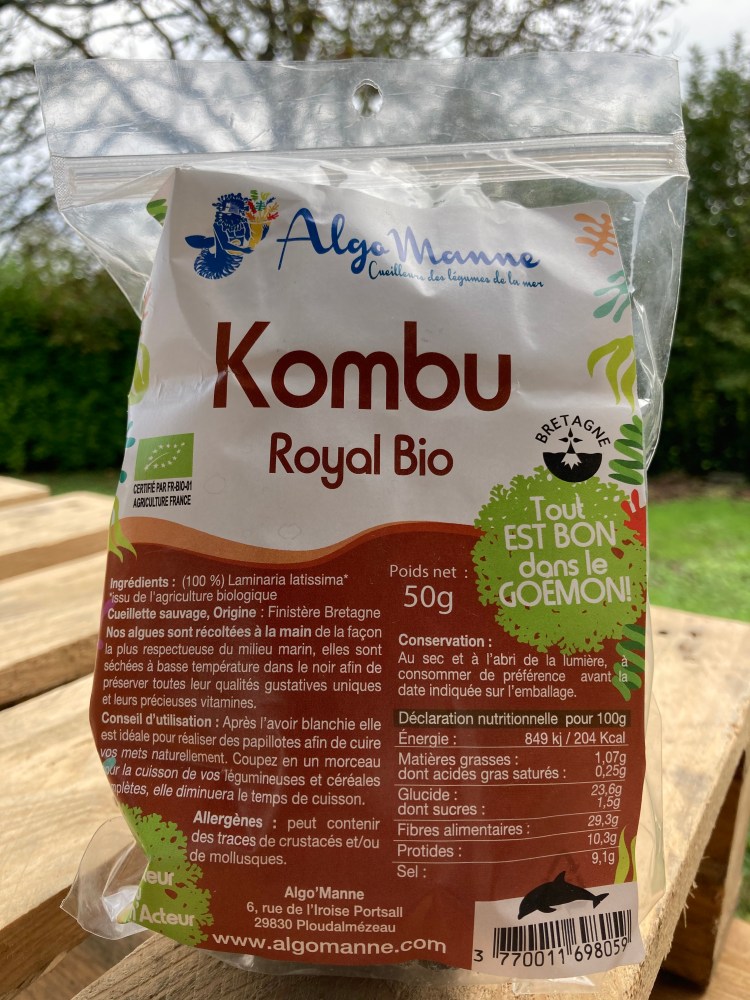 Algo Manne
Cueilleurs des légumes de la mer
Kombu
Royal Bio
BRETAGNE
CERTIFIÉ PAR FR-BIO-01
AGRICULTURE FRANCE
Tout
EST BON
dans le
GOEMON!
Ingrédients : (100 %) Laminaria latissima*
*issu de l'agriculture biologique
Cueillette sauvage, Origine : Finistère Bretagne
Nos algues sont récoltées à la main de la façon
la plus respectueuse du milieu marin, elles sont
séchées à basse température dans le noir afin de
préserver toutes leur qualités gustatives uniques
et leurs précieuses vitamines.
Conseil d'utilisation : Après l'avoir blanchie elle
est idéale pour réaliser des papillotes afin de cuire
vos mets naturellement. Coupez en un morceau
pour la cuisson de vos légumineuses et céréales
mplètes, elle diminuera le temps de cuisson.
Allergènes : peut contenir
des traces de crustacés et/ou
de mollusques.
Poids net :
50g
Conservation :
Au sec et à l'abri de la lumière, à
consommer de préférence avant la
date indiquée sur l'emballage.
Déclaration nutritionnelle pour 100g
Énergie : 849 kj / 204 Kcal
Matières grasses : 1,07g
dont acides gras saturés : 0,25g
Glucide : 23,6g
dont sucres : 1,5g
Fibres alimentaires : 29,3g
Protides : 10,3g
Sel : 9,1g
eur
Acteur
Algo'Manne
6, rue de l'Iroise Portsall
29830 Ploudalmézeau
www.algomanne.com
3 770011 698059